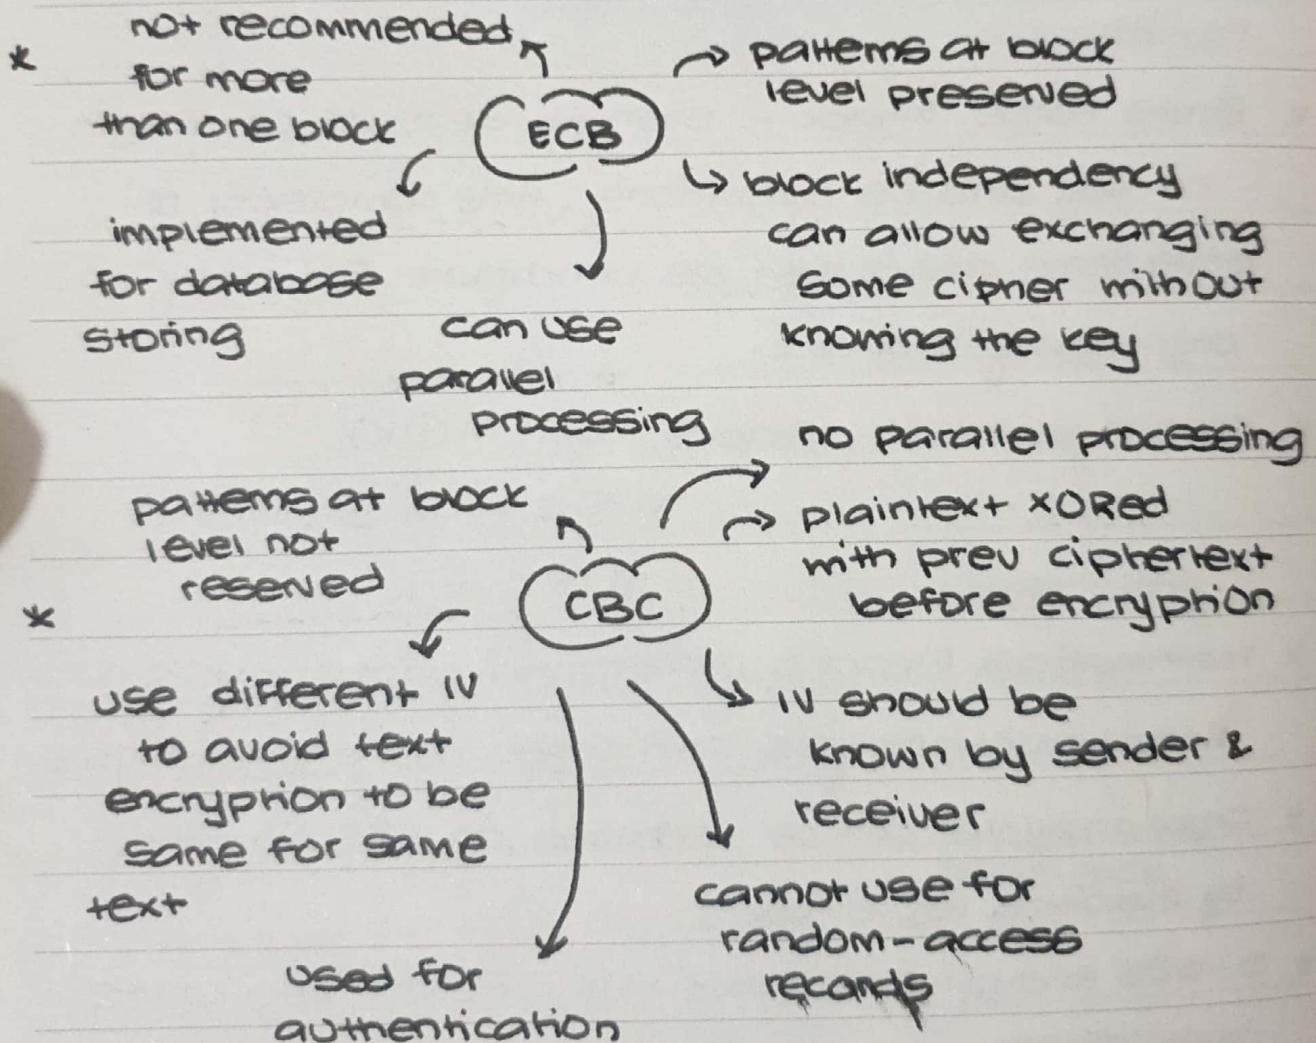 *
not recommended
for more
than one block
ECB
patterns at block
level preserved
block independency
can allow exchanging
some cipher without
knowing the key
implemented
for database
storing
can use
parallel
processing
no parallel processing
patterns at block
level not
reserved
*
CBC
plaintext XORed
with prev ciphertext
before encryption
use different IV
to avoid text
encryption to be
same for same
text
IV should be
known by sender &
receiver
cannot use for
random-access
records
used for
authentication